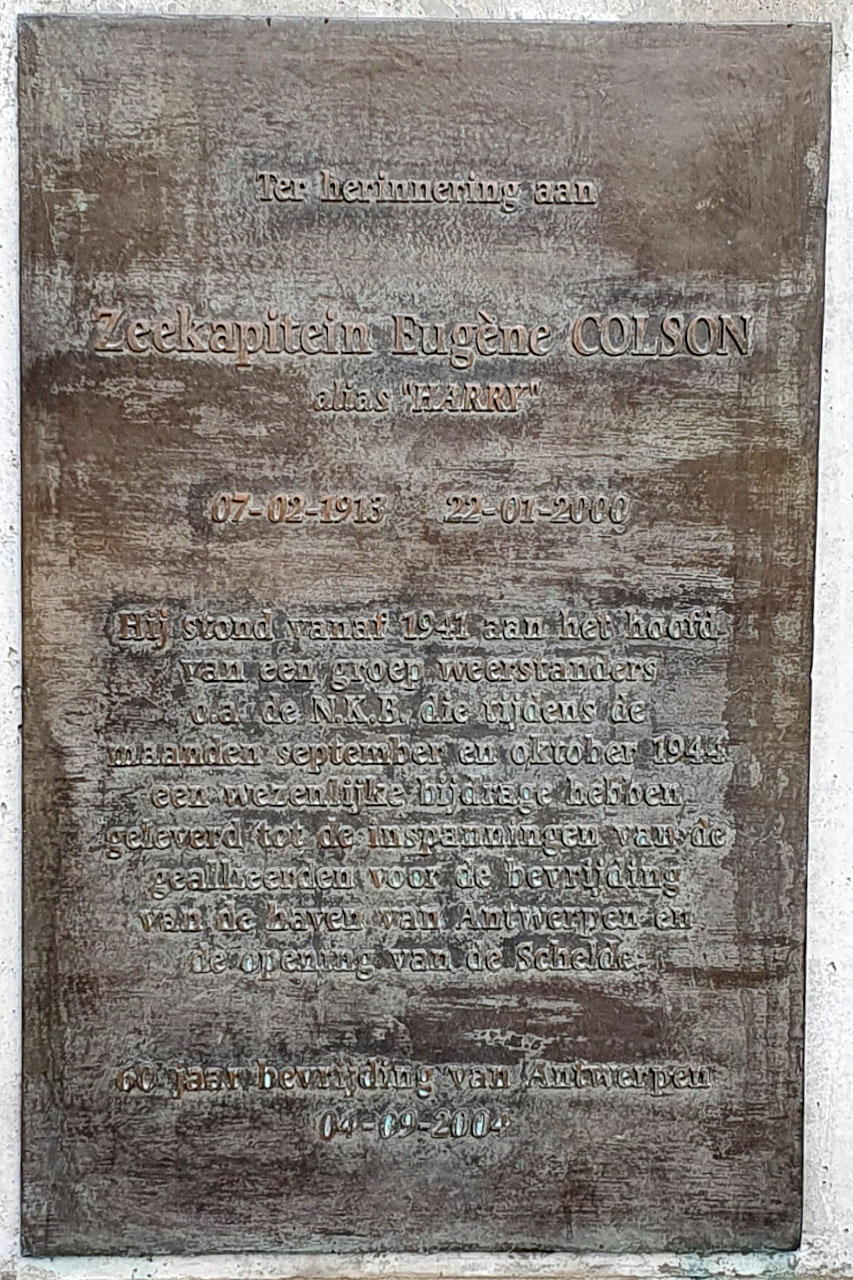 Ter herinnering aan
Zeekapitein Eugène COLSON
alias "HARRY"
07-02-1913 22-01-2000
Hij stond vanaf 1941 aan het hoofd
van een groep weerstanders
o.a. de N.K.B. die tijdens de
maanden september en oktober 1944
een wezenlijke bijdrage hebben
geleverd tot de inspanningen van de
geallieerden voor de bevrijding
van de haven van Antwerpen en
de opening van de Schelde.
60 jaar bevrijding van Antwerpen
04-09-2004